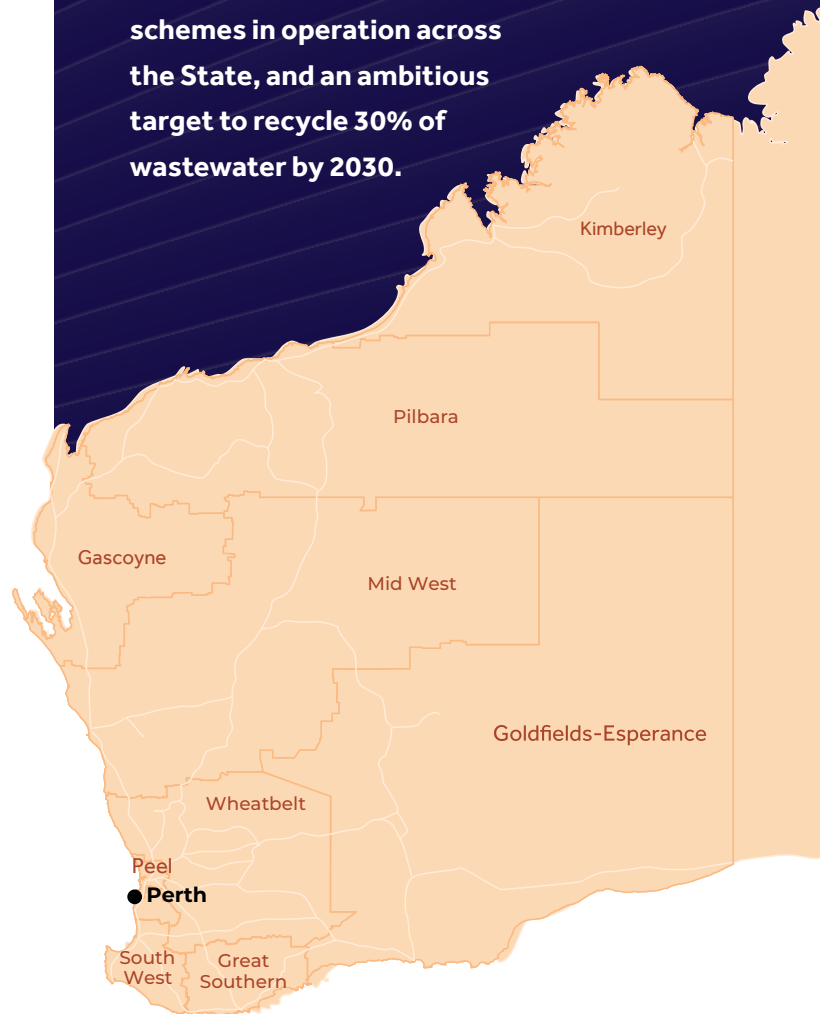 schemes in operation across
the State, and an ambitious
target to recycle 30% of
wastewater by 2030.
Kimberley
Pilbara
Gascoyne
Mid West
Goldfields-Esperance
Wheatbelt
Peel
Perth
South
West
Great
Southern